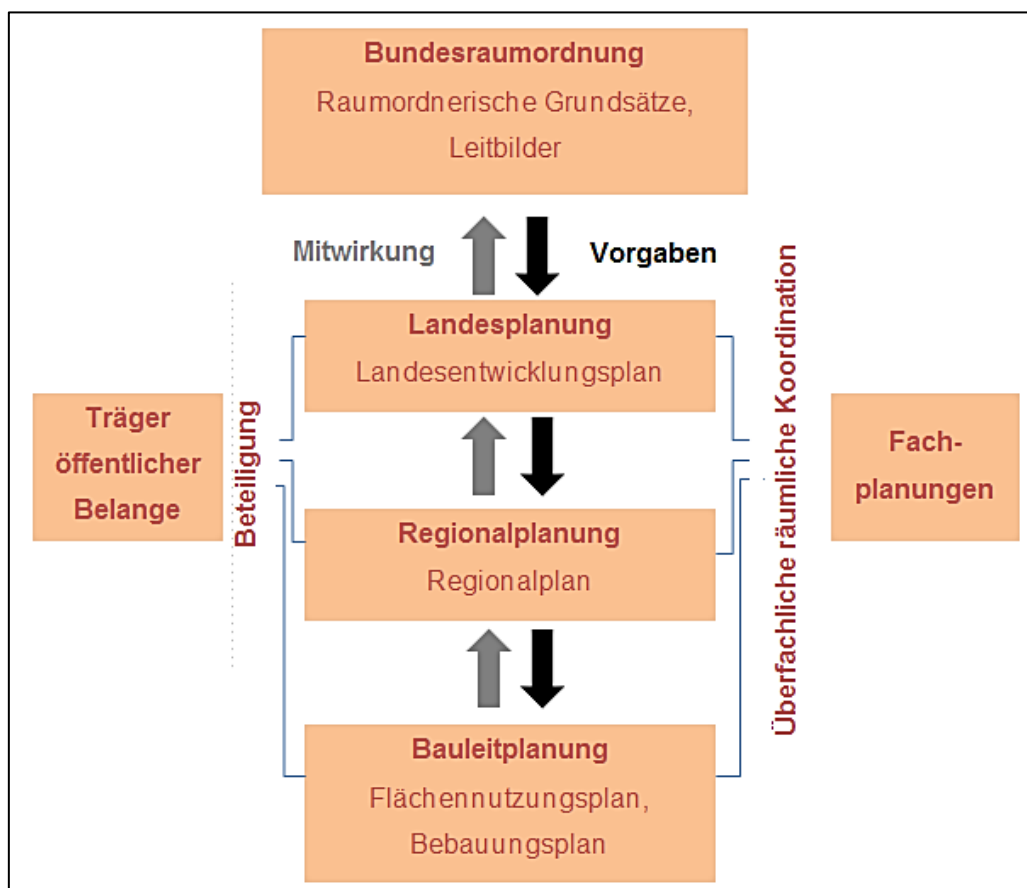 Bundesraumordnung
Raumordnerische Grundsätze,
Leitbilder
Mitwirkung
Vorgaben
Landesplanung
Landesentwicklungsplan
Träger
öffentlicher
Belange
Beteiligung
Überfachliche räumliche Koordination
Fach-
planungen
Regionalplanung
Regionalplan
Bauleitplanung
Flächennutzungsplan,
Bebauungsplan